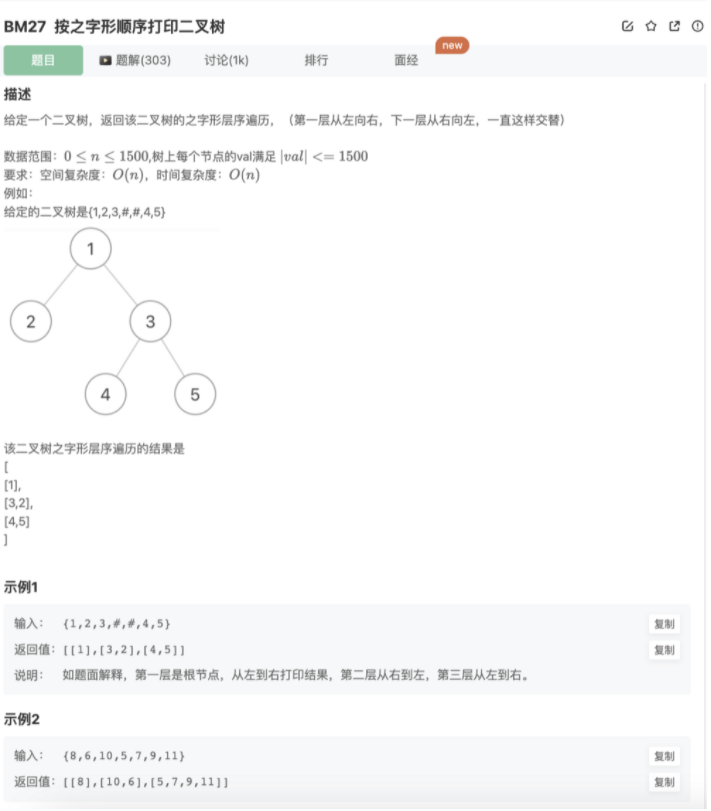 BM27 按之字形顺序打印二叉树
题目 题解(303) 讨论(1k) 排行 面经 new
描述
给定一个二叉树，返回该二叉树的之字形层序遍历，（第一层从左向右，下一层从右向左，一直这样交替）
数据范围：0 ≤ n ≤ 1500,树上每个节点的val满足 |val| <= 1500
要求：空间复杂度：O(n)，时间复杂度：O(n)
例如：
给定的二叉树是{1,2,3,#,#,4,5}
1
2 3
4 5
该二叉树之字形层序遍历的结果是
[
[1],
[3,2],
[4,5]
]
示例1
输入： {1,2,3,#,#,4,5} 复制
返回值：[[1],[3,2],[4,5]] 复制
说明： 如题面解释，第一层是根节点，从左到右打印结果，第二层从右到左，第三层从左到右。
示例2
输入： {8,6,10,5,7,9,11} 复制
返回值：[[8],[10,6],[5,7,9,11]] 复制